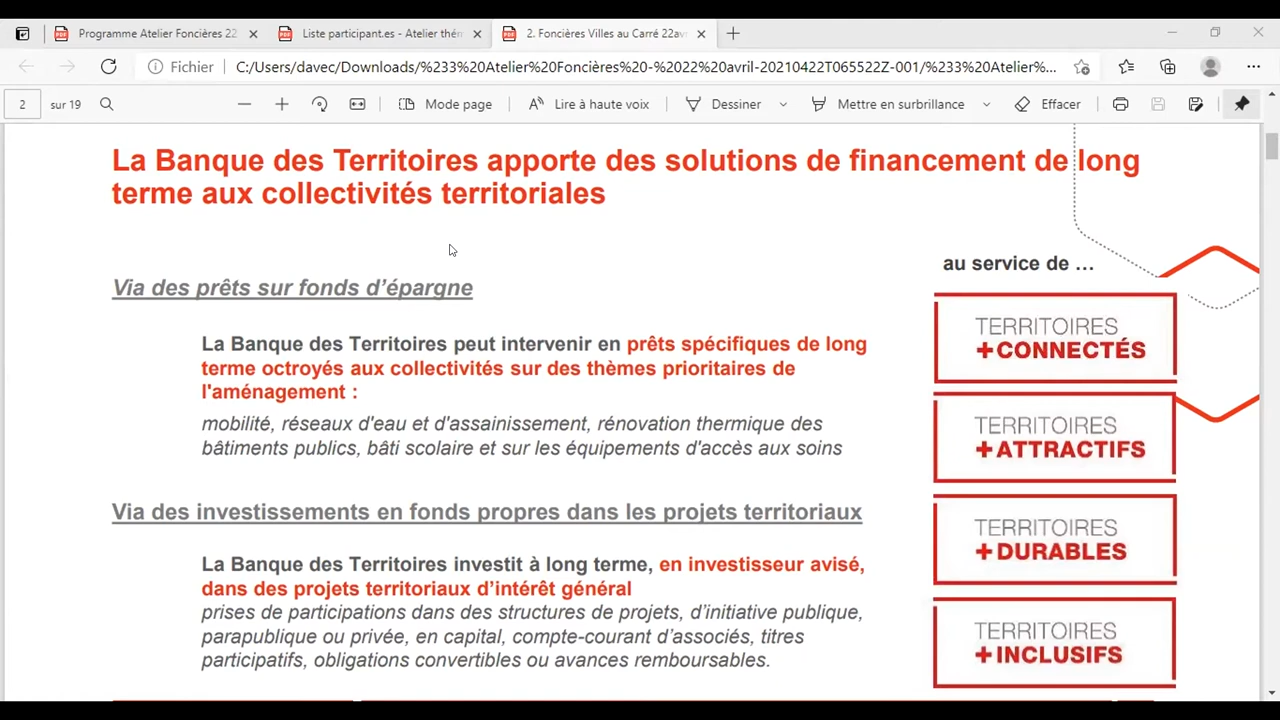 Programme Atelier Foncières 22
Liste participant.es - Atelier thém
2. Foncières Villes au Carré 22avr
Fichier
C:/Users/davec/Downloads/%233%20Atelier%20Foncières%20-%2022%20avril-20210422T065522Z-001/%233%20Atelier%...
2
sur 19
Mode page
Lire à haute voix
Dessiner
Mettre en surbrillance
Effacer
La Banque des Territoires apporte des solutions de financement de long
terme aux collectivités territoriales
Via des prêts sur fonds d'épargne
La Banque des Territoires peut intervenir en prêts spécifiques de long
terme octroyés aux collectivités sur des thèmes prioritaires de
l'aménagement :
mobilité, réseaux d'eau et d'assainissement, rénovation thermique des
bâtiments publics, bâti scolaire et sur les équipements d'accès aux soins
Via des investissements en fonds propres dans les projets territoriaux
La Banque des Territoires investit à long terme, en investisseur avisé,
dans des projets territoriaux d'intérêt général
prises de participations dans des structures de projets, d'initiative publique,
parapublique ou privée, en capital, compte-courant d'associés, titres
participatifs, obligations convertibles ou avances remboursables.
au service de ...
TERRITOIRES
+CONNECTÉS
TERRITOIRES
+ATTRACTIFS
TERRITOIRES
+DURABLES
TERRITOIRES
+INCLUSIFS